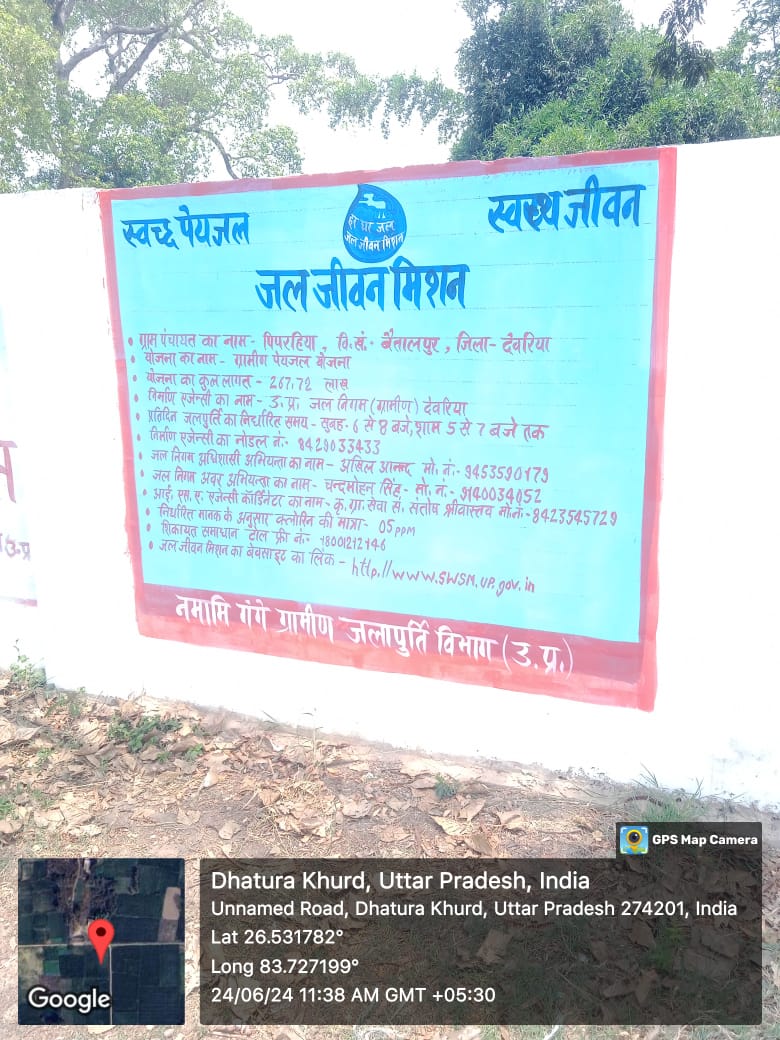 स्वच्छ पेयजल
हर घर जल
जल जीवन मिशन
स्वस्थ जीवन
जल जीवन मिशन
• ग्राम पंचायत का नाम - पिपरहिया, वि.खं.- बैतालपुर, जिला- देवरिया
• योजना का नाम - ग्रामीण पेयजल योजना
• योजना का कुल लागत - 267.72 लाख
• निर्माण एजेन्सी का नाम - उ.प्र. जल निगम (ग्रामीण) देवरिया
• प्रतिदिन जलपुर्ति का निर्धारित समय - सुबह- 6 से 8 बजे, शाम 5 से 7 बजे तक
• निर्माण एजेन्सी का नोडल नं.- 8429033433
• जल निगम अधिशासी अभियन्ता का नाम - अखिल आनन्द मो. नं.- 9453590179
• जल निगम अवर अभियन्ता का नाम - चन्दमोहन सिंह - मो. नं.- 9140034052
• आई. एस. ए. एजेन्सी कॉर्डिनेटर का नाम - कृ. ग्रा. सेवा सं. संतोष श्रीवास्तव मो.नं.- 8423545729
• निर्धारित मानक के अनुसार क्लोरिन की मात्रा - 05 ppm
• शिकायत समाधान टोल फ्री नं.- 18001212146
• जल जीवन मिशन का बेबसाइट का लिंक - http.//www.swsm.up.gov.in
नमामि गंगे ग्रामीण जलापुर्ति विभाग (उ.प्र.)
उ.प्र
GPS Map Camera
Dhatura Khurd, Uttar Pradesh, India
Unnamed Road, Dhatura Khurd, Uttar Pradesh 274201, India
Lat 26.531782°
Long 83.727199°
24/06/24 11:38 AM GMT +05:30
Google